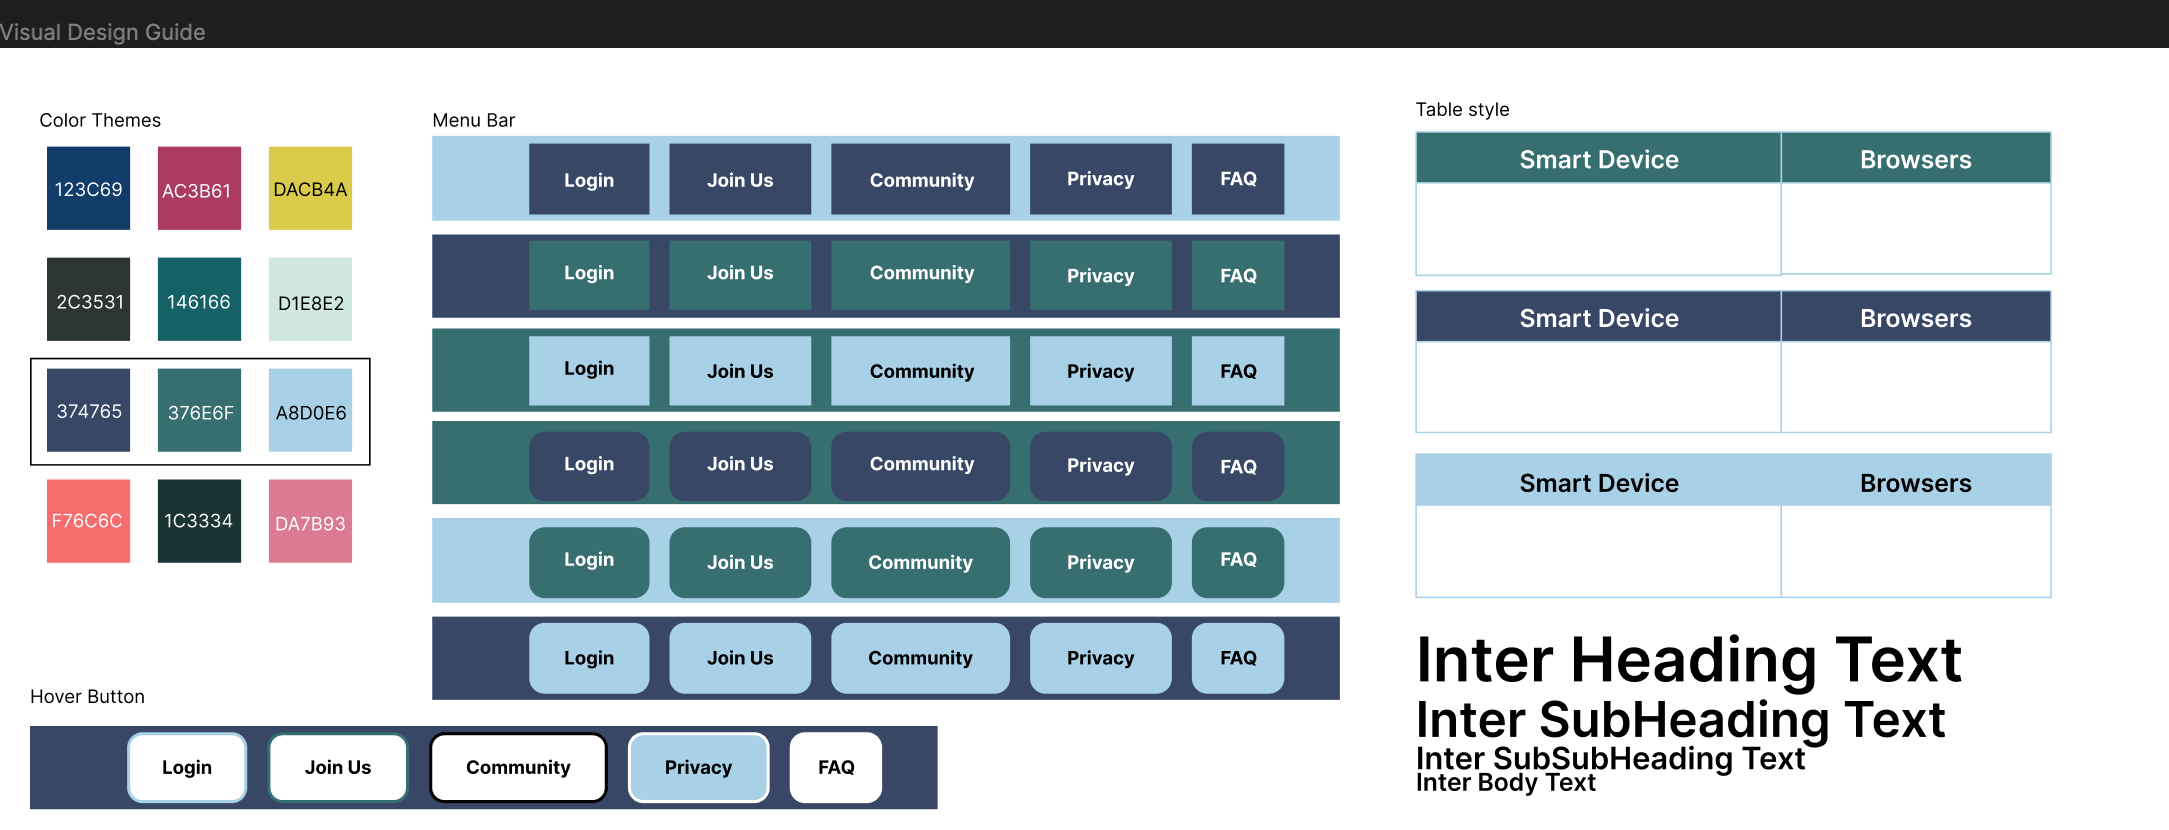 Visual Design Guide
Color Themes
123C69 AC3B61 DACB4A
2C3531 146166 D1E8E2
374765 376E6F A8D0E6
F76C6C 1C3334 DA7B93
Menu Bar
Login Join Us Community Privacy FAQ
Login Join Us Community Privacy FAQ
Login Join Us Community Privacy FAQ
Login Join Us Community Privacy FAQ
Login Join Us Community Privacy FAQ
Login Join Us Community Privacy FAQ
Hover Button
Login Join Us Community Privacy FAQ
Table style
Smart Device Browsers
Smart Device Browsers
Smart Device Browsers
Inter Heading Text
Inter SubHeading Text
Inter SubSubHeading Text
Inter Body Text